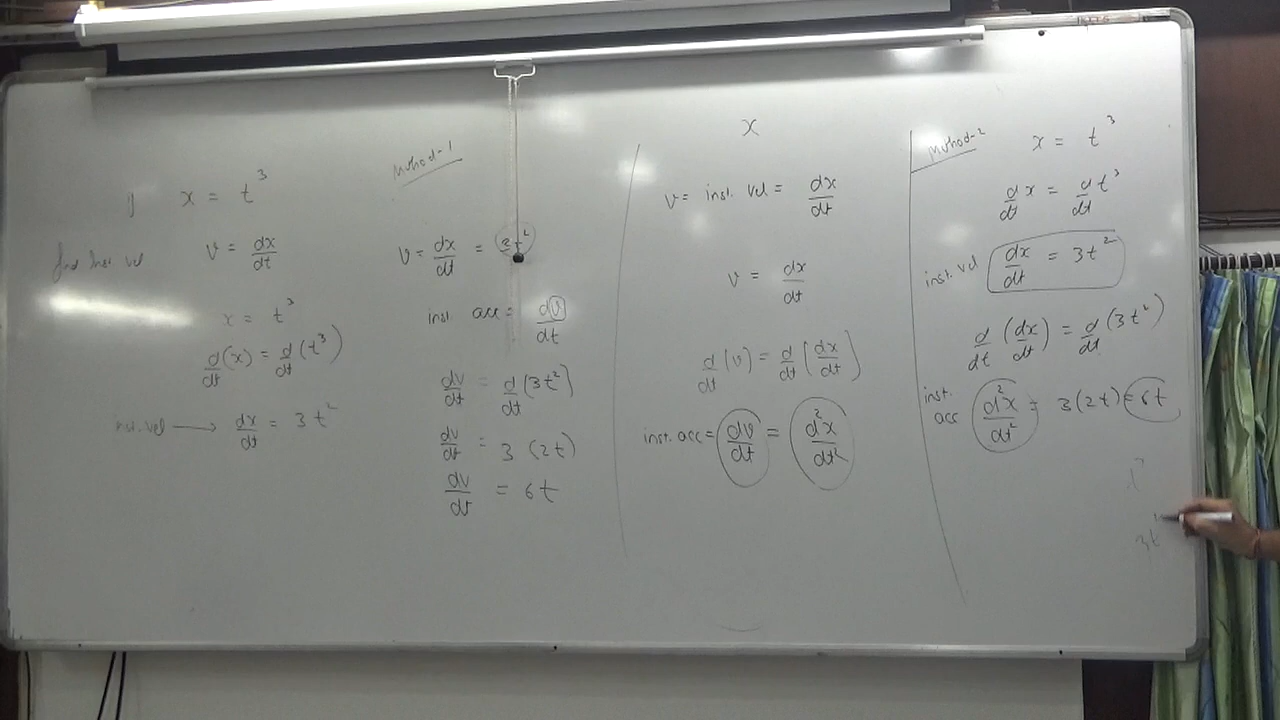 if x = t³
find inst vel v = dx/dt
x = t³
d/dt (x) = d/dt (t³)
inst. vel → dx/dt = 3t²
Method-1
v = dx/dt = 3t²
inst acc = dv/dt
dv/dt = d/dt (3t²)
dv/dt = 3 (2t)
dv/dt = 6t
x
v = inst. vel = dx/dt
v = dx/dt
d/dt (v) = d/dt (dx/dt)
inst. acc = dv/dt = d²x/dt²
Method-2
x = t³
d/dt x = d/dt t³
inst. vel dx/dt = 3t²
d/dt (dx/dt) = d/dt (3t²)
inst. acc d²x/dt² = 3(2t) = 6t
3t